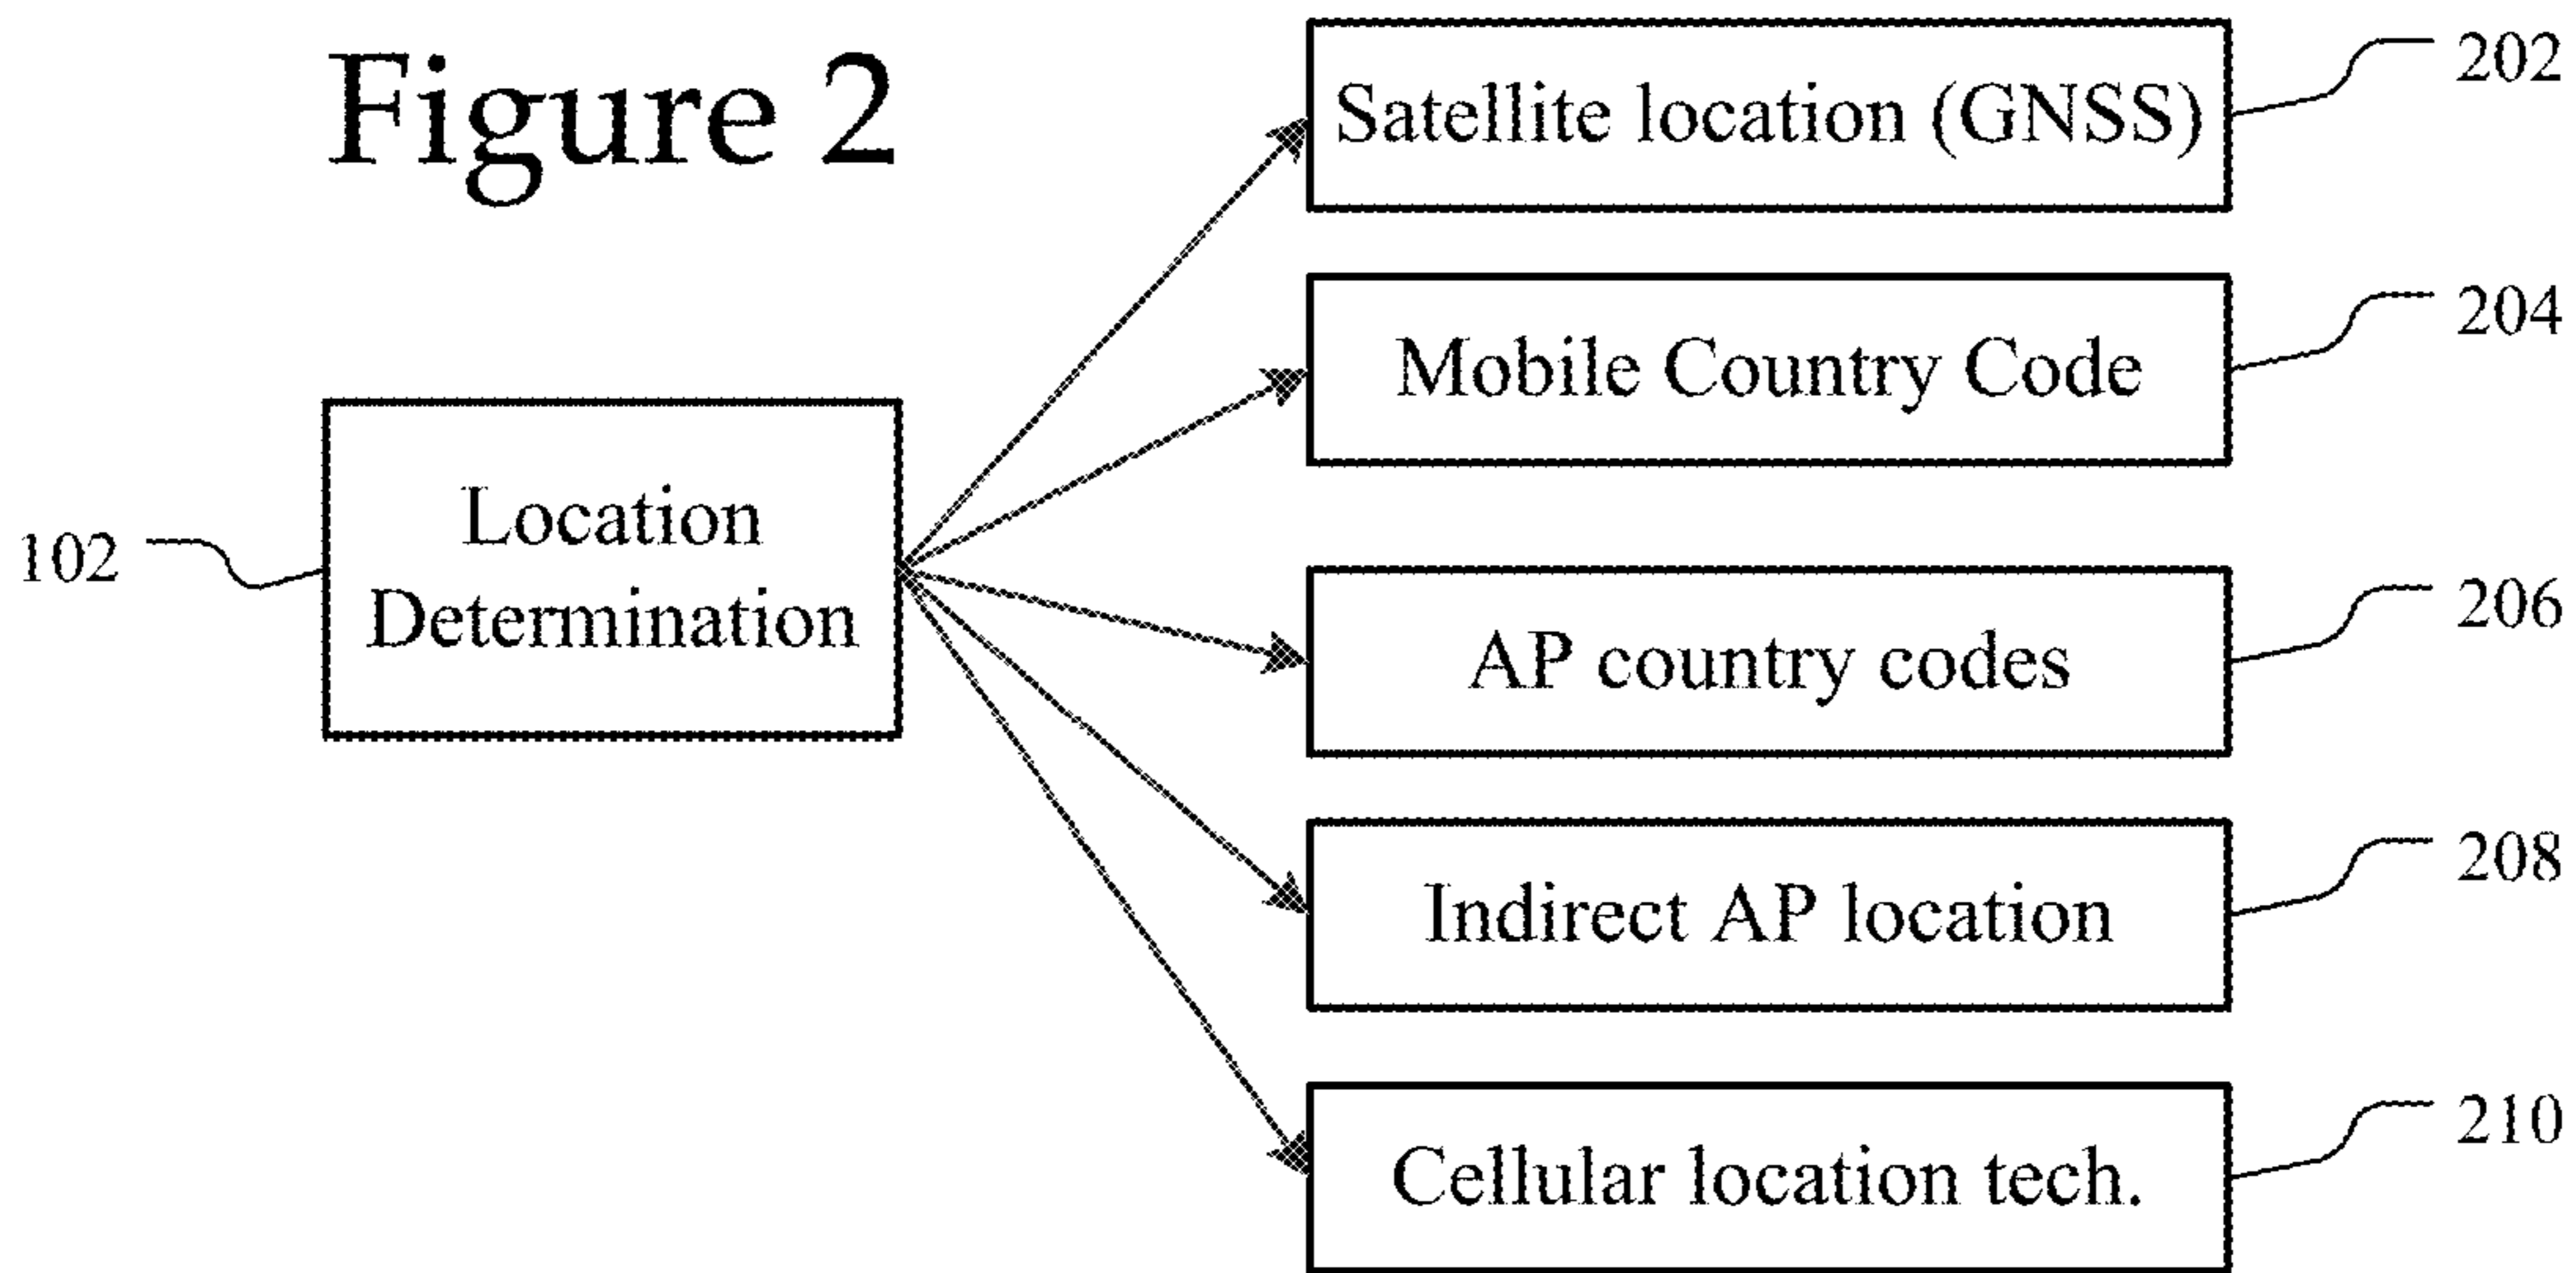 Figure 2
Satellite location (GNSS)
202
Mobile Country Code
204
Location
Determination
102
AP country codes
206
Indirect AP location
208
Cellular location tech.
210